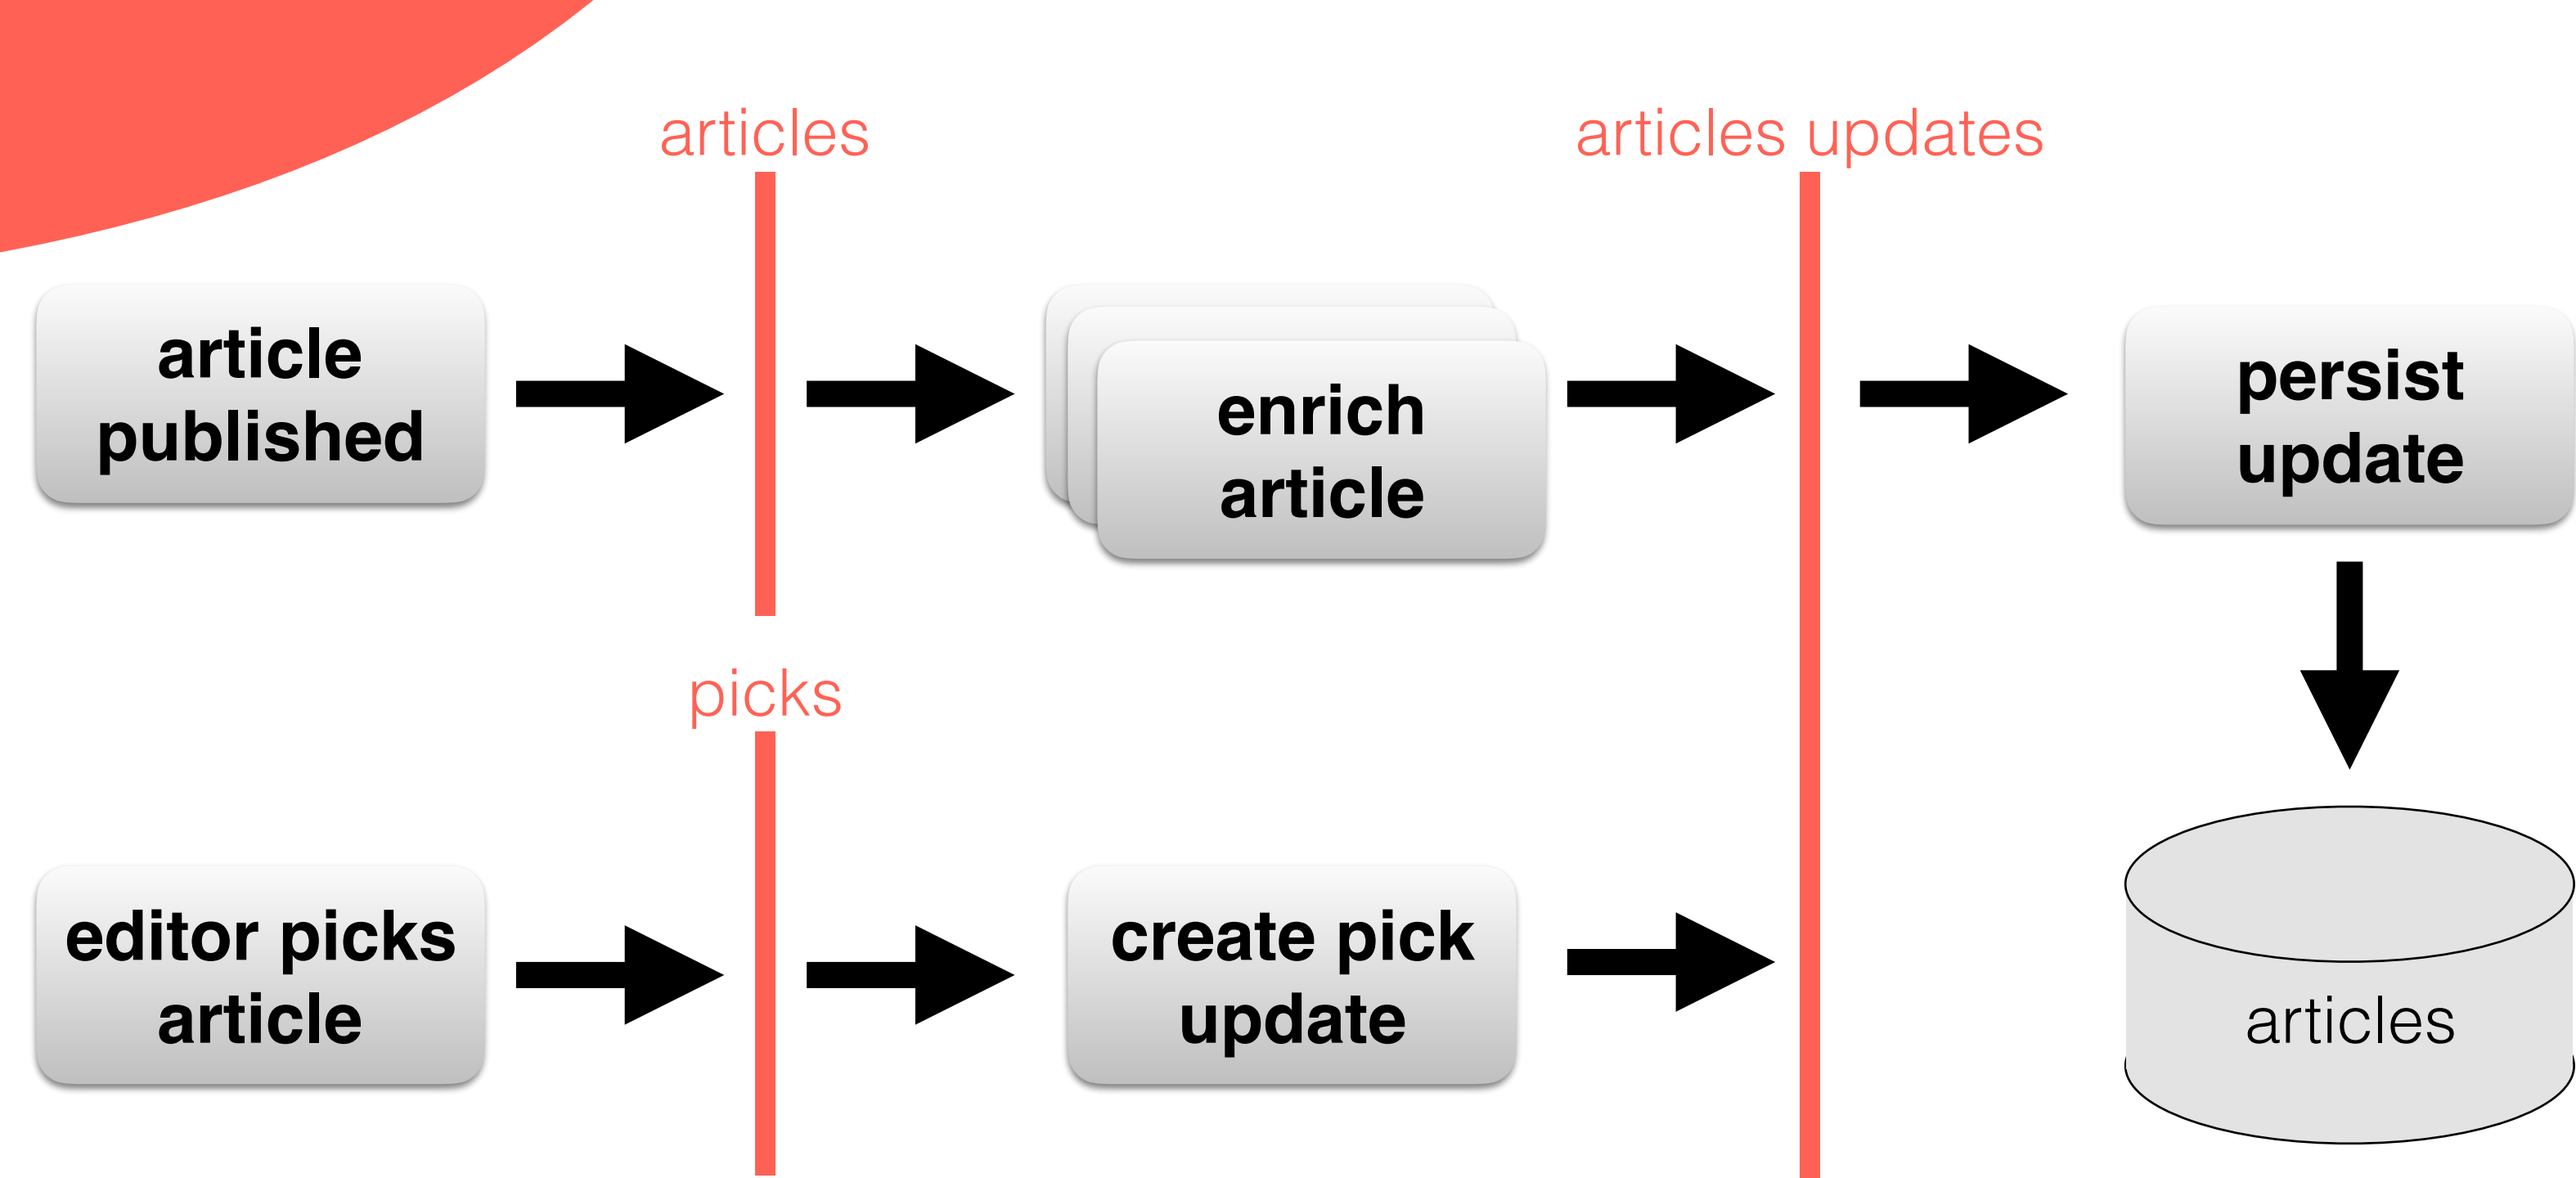 articles
articles updates
article
published
enrich
article
persist
update
picks
editor picks
article
create pick
update
articles